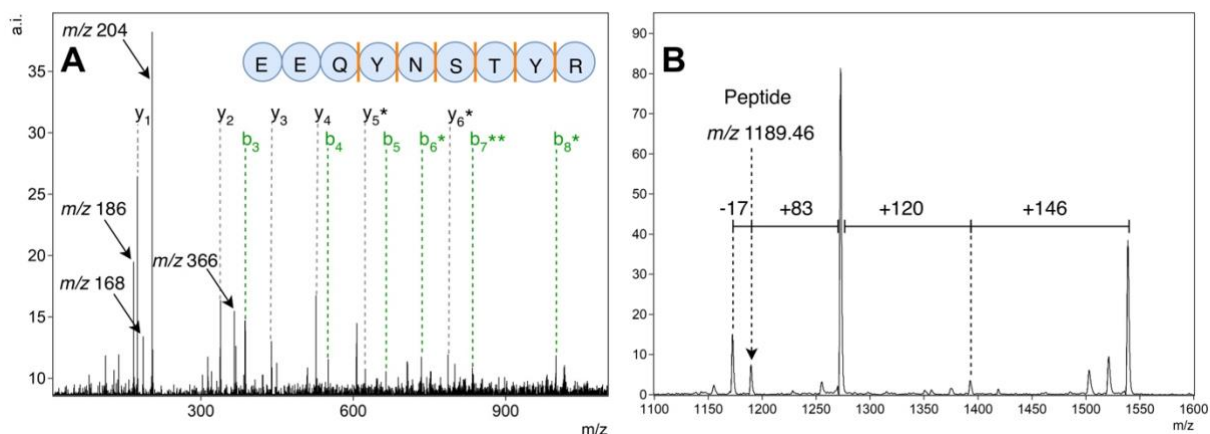 a.i.
A
m/z 204
E E Q Y N S T Y R
y1 y2 y3 y4 y5* y6*
b3 b4 b5 b6* b7** b8*
m/z 186
m/z 168
m/z 366
35
30
25
20
15
10
300 600 900
m/z
B
Peptide
m/z 1189.46
-17 +83 +120 +146
90
80
70
60
50
40
30
20
10
0
1100 1150 1200 1250 1300 1350 1400 1450 1500 1550 1600
m/z